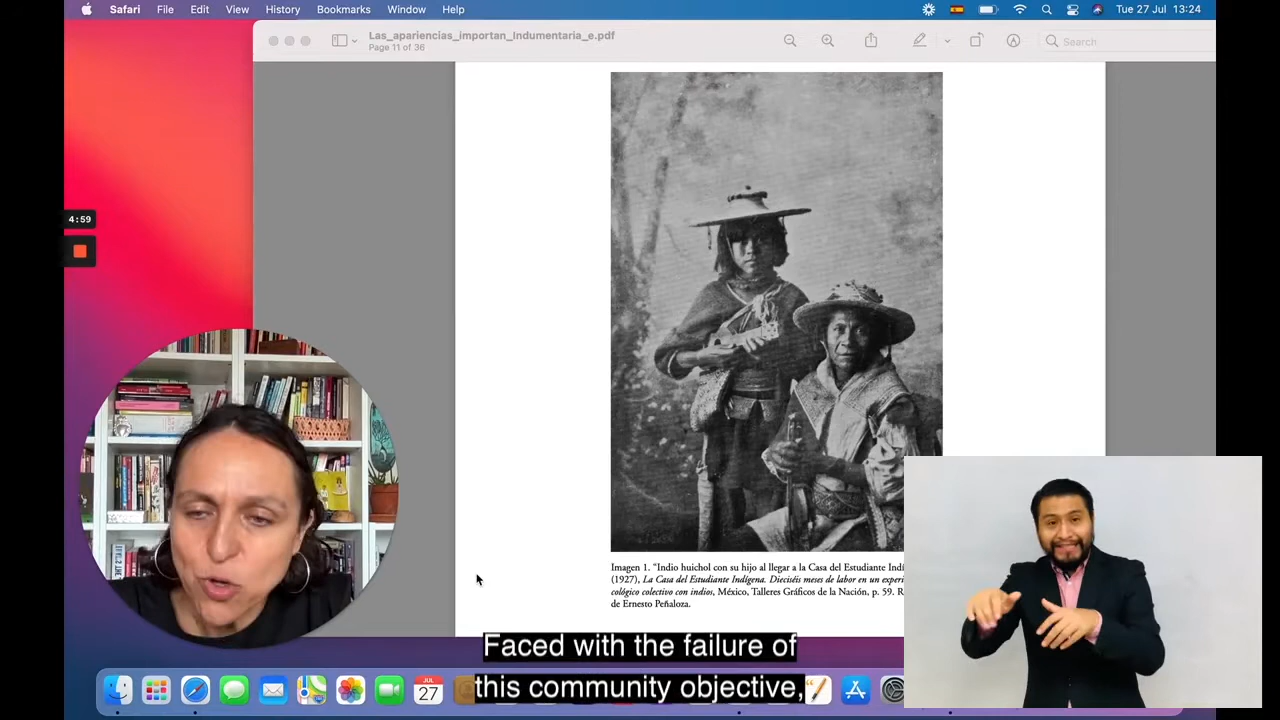 Safari File Edit View History Bookmarks Window Help Tue 27 Jul 13:24
Las_apariencias_importan_Indumentaria_e.pdf
Page 11 of 36
Search
4:59
Imagen 1. “Indio huichol con su hijo al llegar a la Casa del Estudiante Indí
(1927), La Casa del Estudiante Indígena. Dieciséis meses de labor en un experi
cológico colectivo con indios, México, Talleres Gráficos de la Nación, p. 59. R
de Ernesto Peñaloza.
Faced with the failure of
this community objective,
JUL
27